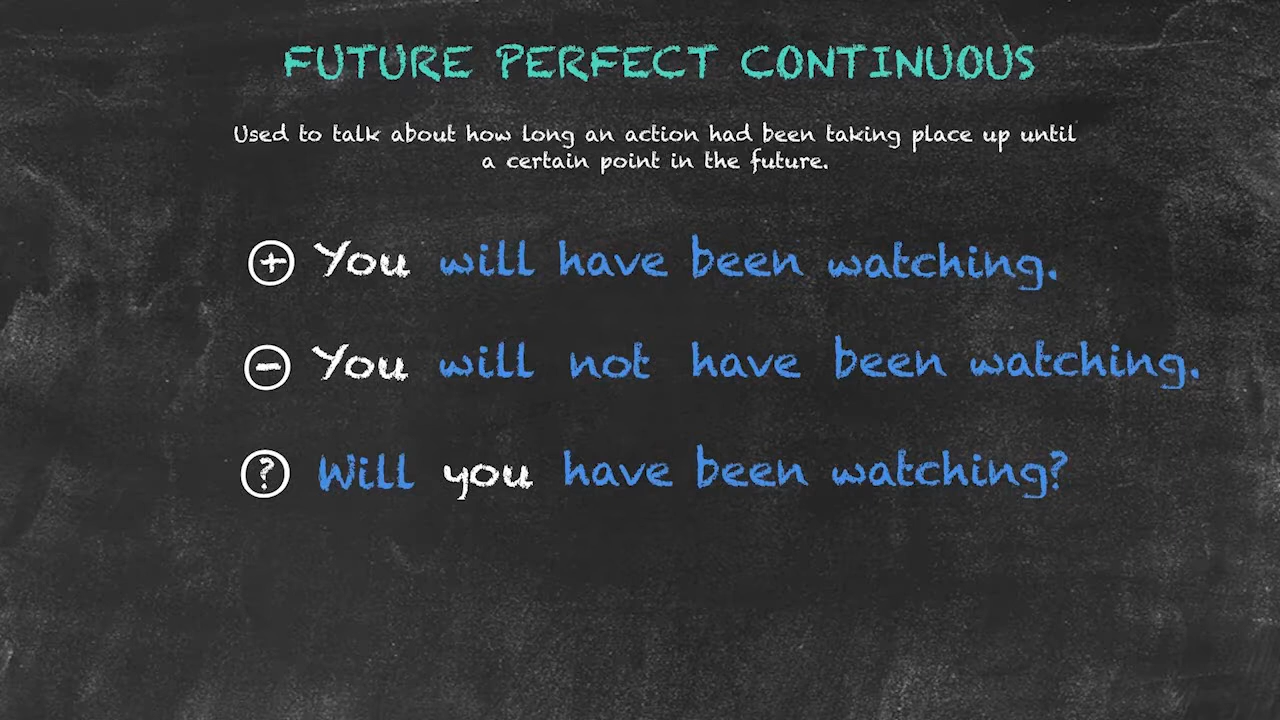 FUTURE PERFECT CONTINUOUS
Used to talk about how long an action had been taking place up until
a certain point in the future.
+ You will have been watching.
− You will not have been watching.
? Will you have been watching?